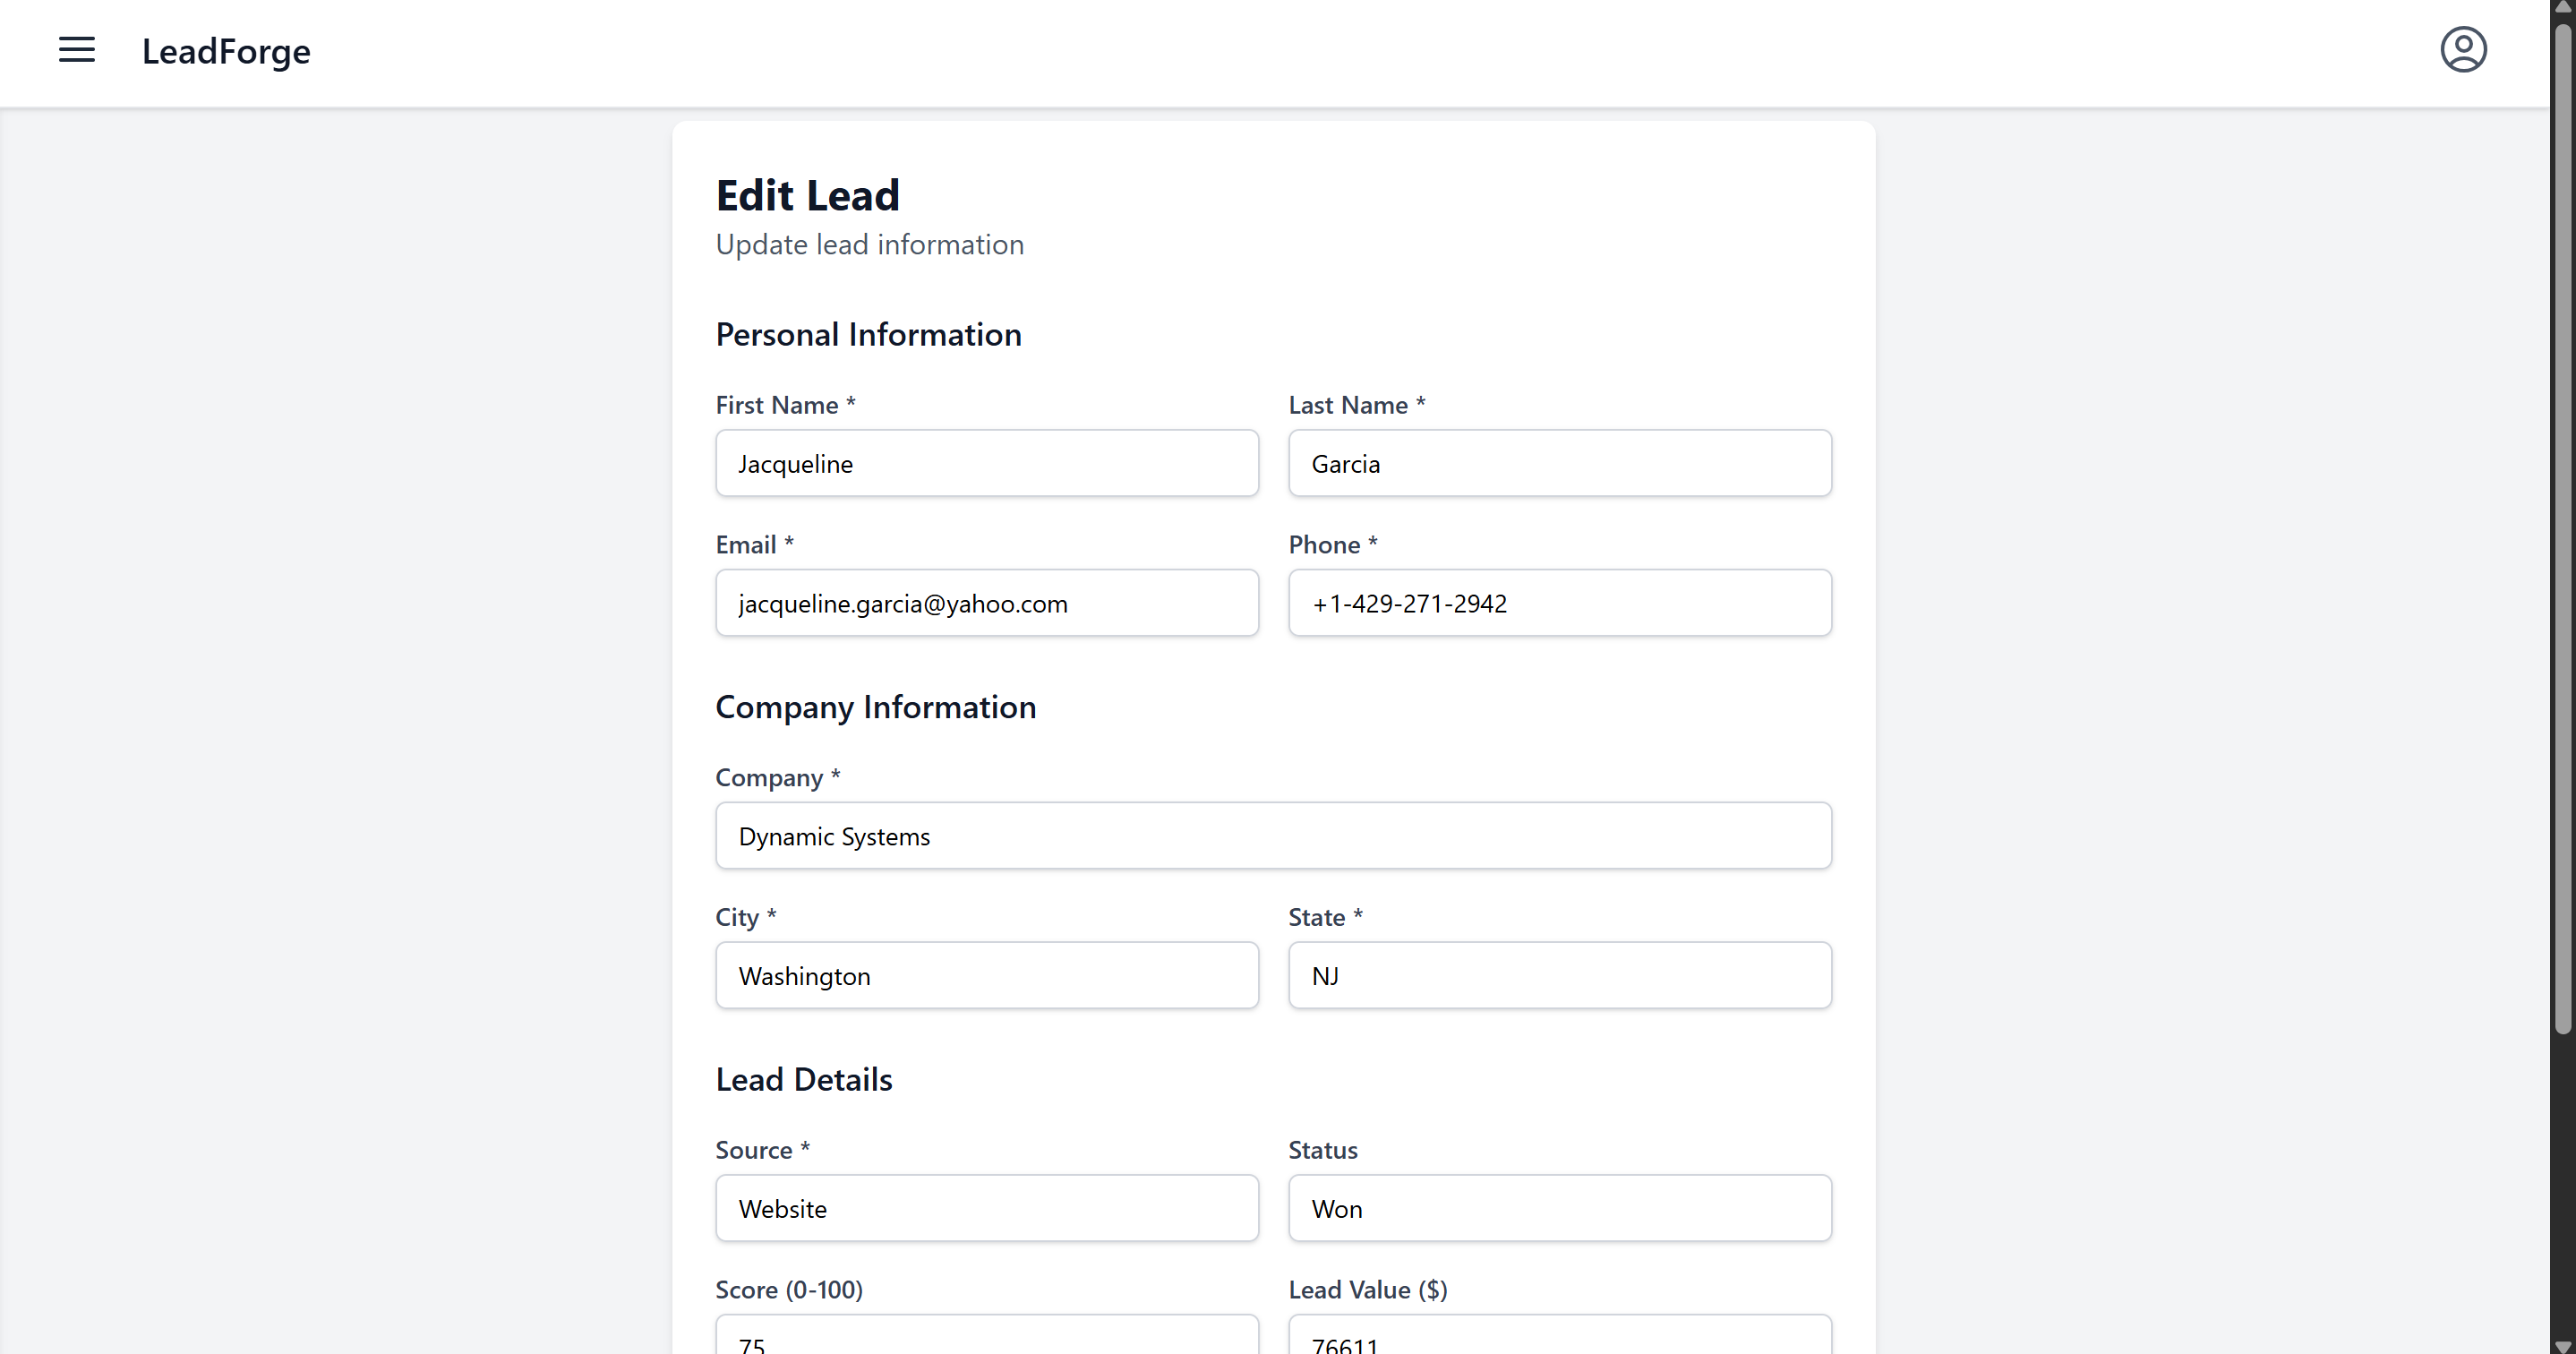 LeadForge
Edit Lead
Update lead information
Personal Information
First Name *
Last Name *
Jacqueline
Garcia
Email *
Phone *
jacqueline.garcia@yahoo.com
+1-429-271-2942
Company Information
Company *
Dynamic Systems
City *
State *
Washington
NJ
Lead Details
Source *
Status
Website
Won
Score (0-100)
Lead Value ($)
75
76611